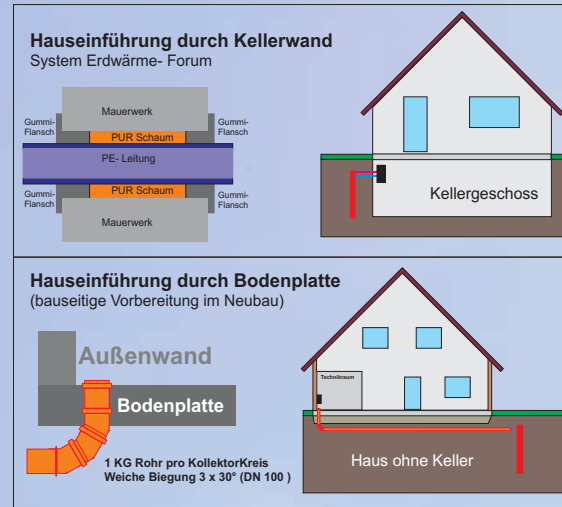 Hauseinführung durch Kellerwand
System Erdwärme- Forum
Mauerwerk
Gummi-
Flansch
Gummi-
Flansch
PUR Schaum
PE- Leitung
PUR Schaum
Gummi-
Flansch
Gummi-
Flansch
Mauerwerk
Kellergeschoss
Hauseinführung durch Bodenplatte
(bauseitige Vorbereitung im Neubau)
Außenwand
Bodenplatte
1 KG Rohr pro KollektorKreis
Weiche Biegung 3 x 30° (DN 100 )
Technikraum
Haus ohne Keller